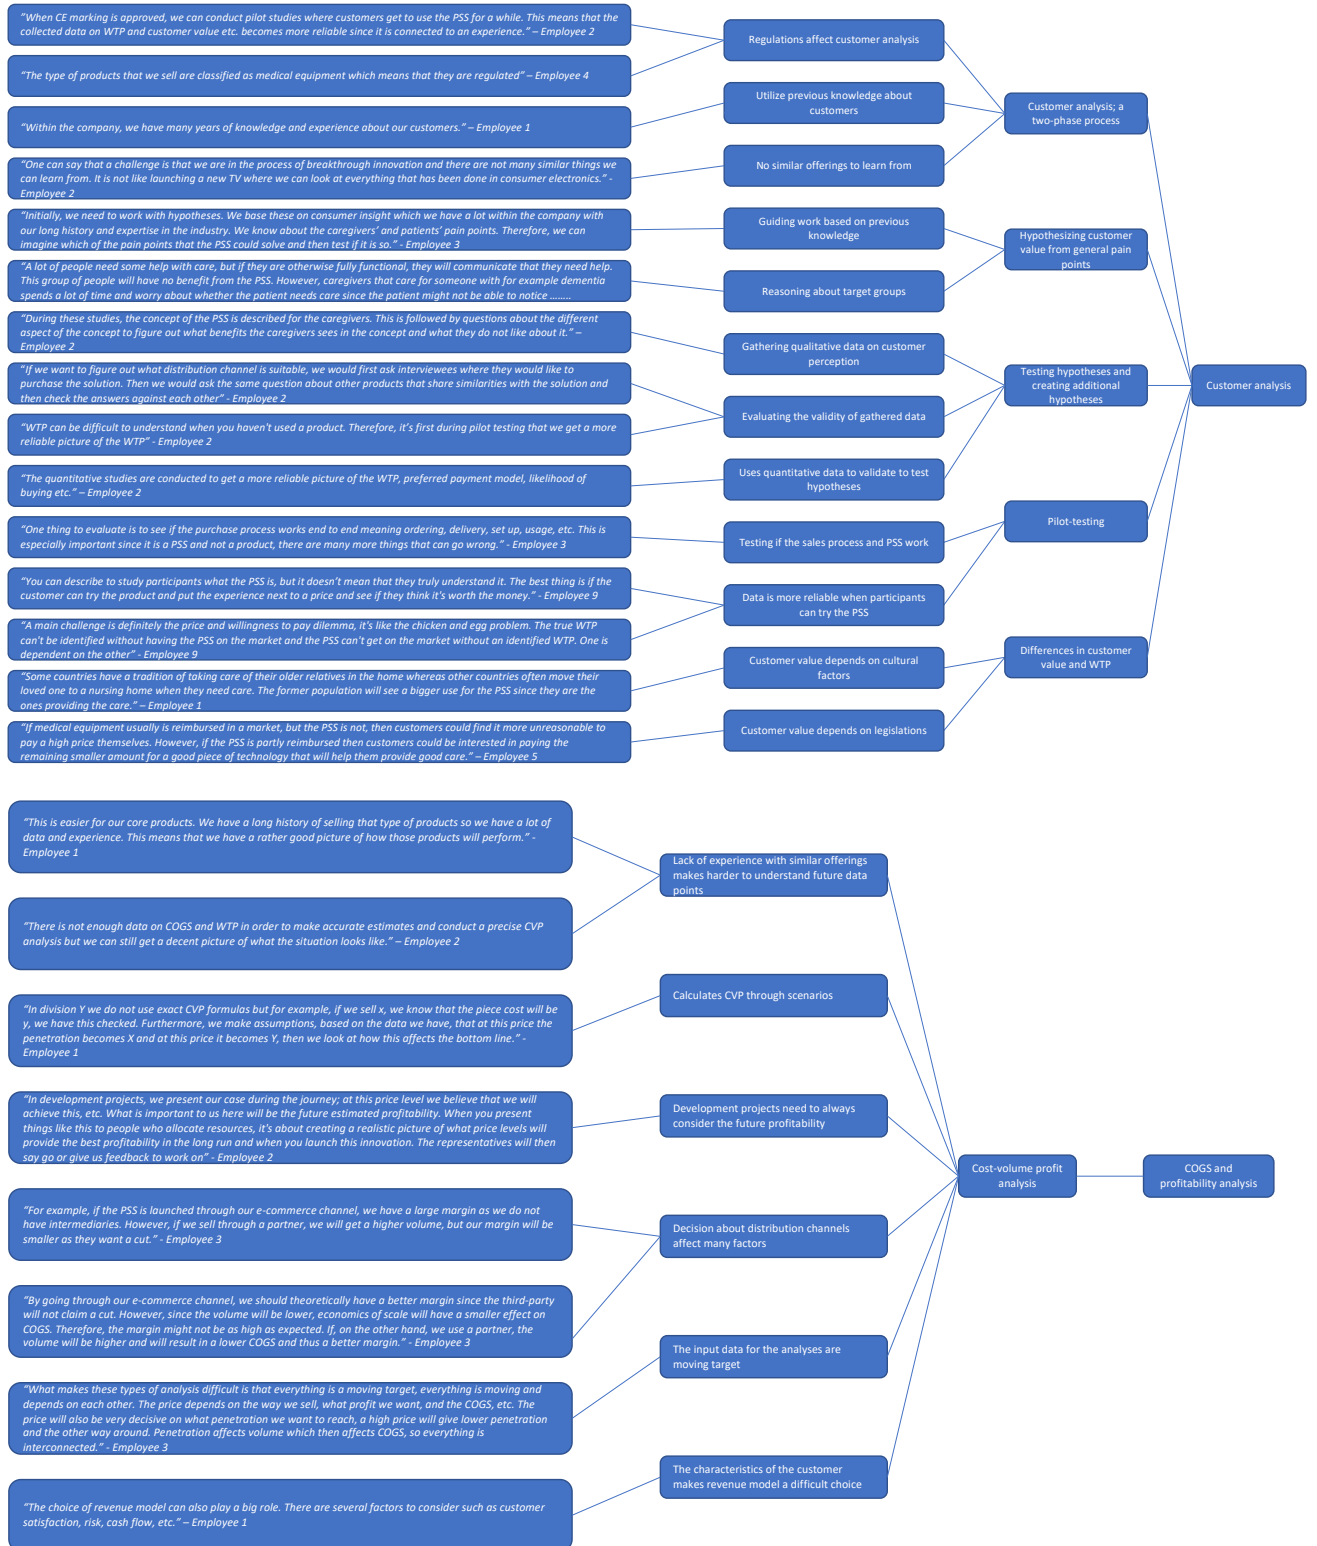 “When CE marking is approved, we can conduct pilot studies where customers get to use the PSS for a while. This means that the
collected data on WTP and customer value etc. becomes more reliable since it is connected to an experience.” – Employee 2
“The type of products that we sell are classified as medical equipment which means that they are regulated” – Employee 4
“Within the company, we have many years of knowledge and experience about our customers.” – Employee 1
“One can say that a challenge is that we are in the process of breakthrough innovation and there are not many similar things we
can learn from. It is not like launching a new TV where we can look at everything that has been done in consumer electronics.” -
Employee 2
“Initially, we need to work with hypotheses. We base these on consumer insight which we have a lot within the company with
our long history and expertise in the industry. We know about the caregivers’ and patients’ pain points. Therefore, we can
imagine which of the pain points that the PSS could solve and then test if it is so.” - Employee 3
“A lot of people need some help with care, but if they are otherwise fully functional, they will communicate that they need help.
This group of people will have no benefit from the PSS. However, caregivers that care for someone with for example dementia
spends a lot of time and worry about whether the patient needs care since the patient might not be able to notice ........
“During these studies, the concept of the PSS is described for the caregivers. This is followed by questions about the different
aspect of the concept to figure out what benefits the caregivers sees in the concept and what they do not like about it.” –
Employee 2
“If we want to figure out what distribution channel is suitable, we would first ask interviewees where they would like to
purchase the solution. Then we would ask the same question about other products that share similarities with the solution and
then check the answers against each other” - Employee 2
“WTP can be difficult to understand when you haven't used a product. Therefore, it’s first during pilot testing that we get a more
reliable picture of the WTP” - Employee 2
“The quantitative studies are conducted to get a more reliable picture of the WTP, preferred payment model, likelihood of
buying etc.” – Employee 2
“One thing to evaluate is to see if the purchase process works end to end meaning ordering, delivery, set up, usage, etc. This is
especially important since it is a PSS and not a product, there are many more things that can go wrong.” - Employee 3
“You can describe to study participants what the PSS is, but it doesn’t mean that they truly understand it. The best thing is if the
customer can try the product and put the experience next to a price and see if they think it's worth the money.” - Employee 9
“A main challenge is definitely the price and willingness to pay dilemma, it's like the chicken and egg problem. The true WTP
can't be identified without having the PSS on the market and the PSS can't get on the market without an identified WTP. One is
dependent on the other” - Employee 9
“Some countries have a tradition of taking care of their older relatives in the home whereas other countries often move their
loved one to a nursing home when they need care. The former population will see a bigger use for the PSS since they are the
ones providing the care.” – Employee 1
“If medical equipment usually is reimbursed in a market, but the PSS is not, then customers could find it more unreasonable to
pay a high price themselves. However, if the PSS is partly reimbursed then customers could be interested in paying the
remaining smaller amount for a good piece of technology that will help them provide good care.” – Employee 5
Regulations affect customer analysis
Utilize previous knowledge about
customers
No similar offerings to learn from
Guiding work based on previous
knowledge
Reasoning about target groups
Gathering qualitative data on customer
perception
Evaluating the validity of gathered data
Uses quantitative data to validate to test
hypotheses
Testing if the sales process and PSS work
Data is more reliable when participants
can try the PSS
Customer value depends on cultural
factors
Customer value depends on legislations
Customer analysis; a
two-phase process
Hypothesizing customer
value from general pain
points
Testing hypotheses and
creating additional
hypotheses
Pilot-testing
Differences in customer
value and WTP
Customer analysis
“This is easier for our core products. We have a long history of selling that type of products so we have a lot of
data and experience. This means that we have a rather good picture of how those products will perform.” -
Employee 1
“There is not enough data on COGS and WTP in order to make accurate estimates and conduct a precise CVP
analysis but we can still get a decent picture of what the situation looks like.” – Employee 2
“In division Y we do not use exact CVP formulas but for example, if we sell x, we know that the piece cost will be
y, we have this checked. Furthermore, we make assumptions, based on the data we have, that at this price the
penetration becomes X and at this price it becomes Y, then we look at how this affects the bottom line.” -
Employee 1
“In development projects, we present our case during the journey; at this price level we believe that we will
achieve this, etc. What is important to us here will be the future estimated profitability. When you present
things like this to people who allocate resources, it’s about creating a realistic picture of what price levels will
provide the best profitability in the long run and when you launch this innovation. The representatives will then
say go or give us feedback to work on” - Employee 2
“For example, if the PSS is launched through our e-commerce channel, we have a large margin as we do not
have intermediaries. However, if we sell through a partner, we will get a higher volume, but our margin will be
smaller as they want a cut.” - Employee 3
“By going through our e-commerce channel, we should theoretically have a better margin since the third-party
will not claim a cut. However, since the volume will be lower, economics of scale will have a smaller effect on
COGS. Therefore, the margin might not be as high as expected. If, on the other hand, we use a partner, the
volume will be higher and will result in a lower COGS and thus a better margin.” - Employee 3
“What makes these types of analysis difficult is that everything is a moving target, everything is moving and
depends on each other. The price depends on the way we sell, what profit we want, and the COGS, etc. The
price will also be very decisive on what penetration we want to reach, a high price will give lower penetration
and the other way around. Penetration affects volume which then affects COGS, so everything is
interconnected.” - Employee 3
“The choice of revenue model can also play a big role. There are several factors to consider such as customer
satisfaction, risk, cash flow, etc.” – Employee 1
Lack of experience with similar offerings
makes harder to understand future data
points
Calculates CVP through scenarios
Development projects need to always
consider the future profitability
Decision about distribution channels
affect many factors
The input data for the analyses are
moving target
The characteristics of the customer
makes revenue model a difficult choice
Cost-volume profit
analysis
COGS and
profitability analysis